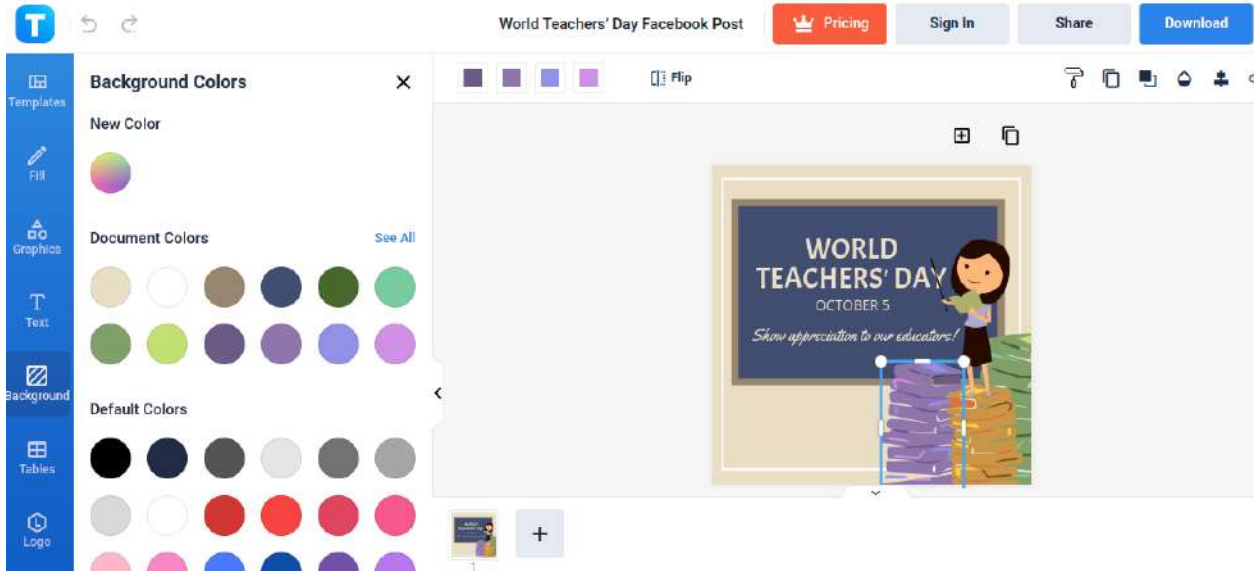 T
World Teachers' Day Facebook Post
Pricing
Sign In
Share
Download
Templates
Fill
Graphics
Text
Background
Tables
Logo
Background Colors
New Color
Document Colors
See All
Default Colors
Flip
WORLD
TEACHERS' DAY
OCTOBER 5
Show appreciation to our educators!
1